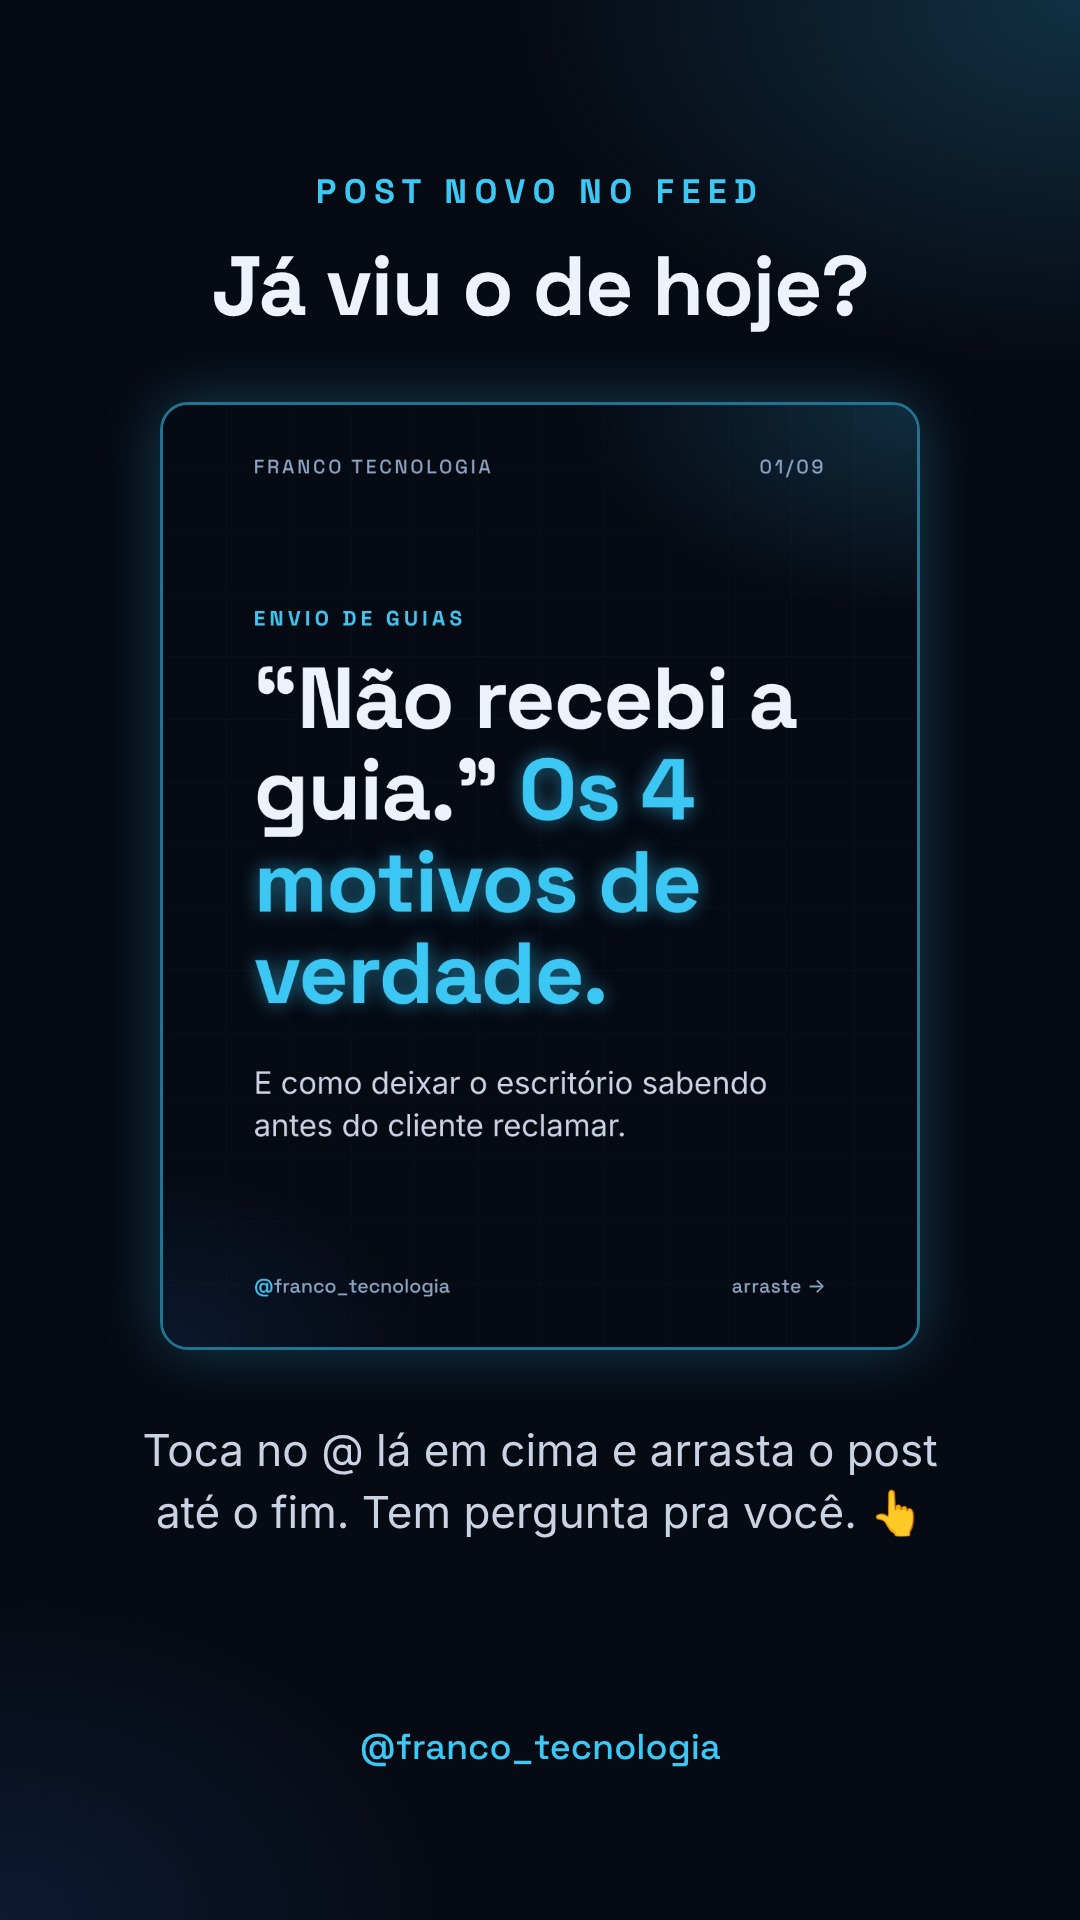 POST NOVO NO FEED
Já viu o de hoje?
FRANCO TECNOLOGIA 01/09
ENVIO DE GUIAS
“Não recebi a
guia.” Os 4
motivos de
verdade.
E como deixar o escritório sabendo
antes do cliente reclamar.
@franco_tecnologia arraste →
Toca no @ lá em cima e arrasta o post
até o fim. Tem pergunta pra você. 👆
@franco_tecnologia